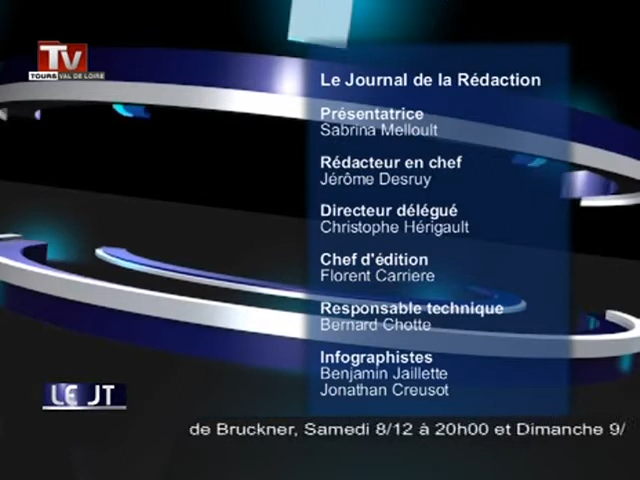 TV
TOURS VAL DE LOIRE
Le Journal de la Rédaction
Présentatrice
Sabrina Melloult
Rédacteur en chef
Jérôme Desruy
Directeur délégué
Christophe Hérigault
Chef d'édition
Florent Carriere
Responsable technique
Bernard Chotte
Infographistes
Benjamin Jaillette
Jonathan Creusot
LE JT
de Bruckner, Samedi 8/12 à 20h00 et Dimanche 9/